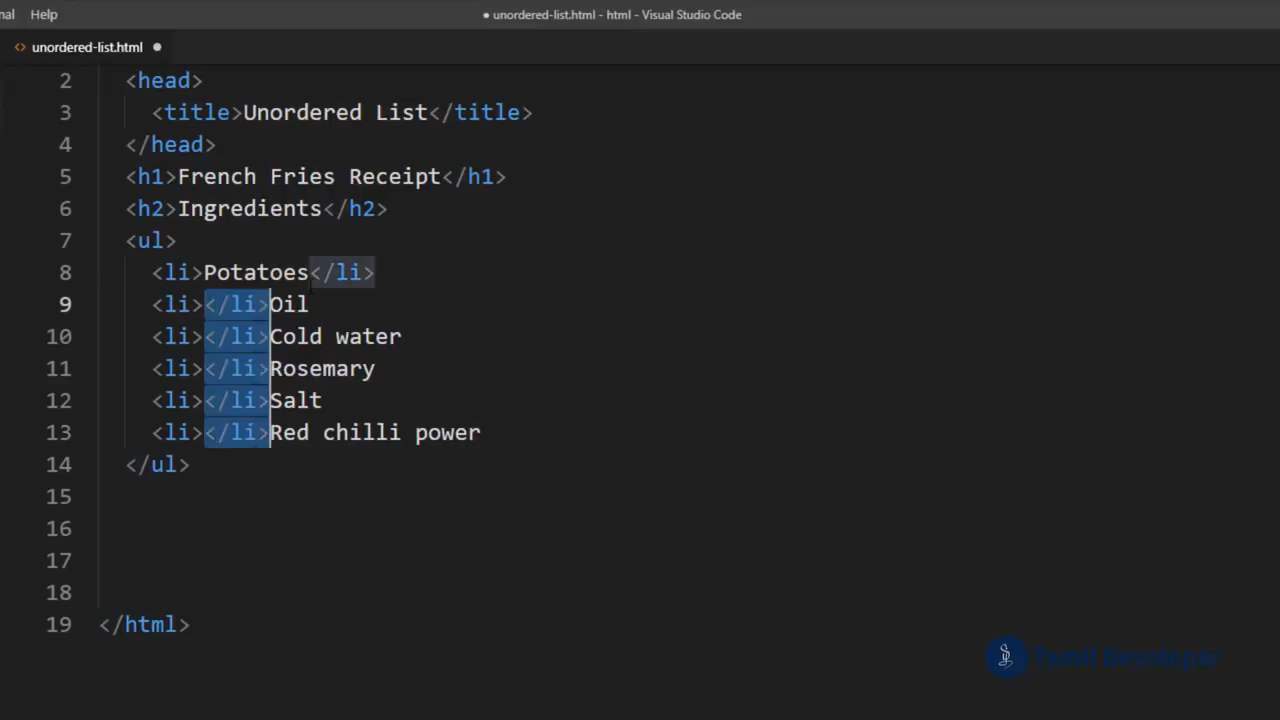 nal Help ● unordered-list.html - html - Visual Studio Code
<> unordered-list.html ●
2 <head>
3 <title>Unordered List</title>
4 </head>
5 <h1>French Fries Receipt</h1>
6 <h2>Ingredients</h2>
7 <ul>
8 <li>Potatoes</li>
9 <li></li>Oil
10 <li></li>Cold water
11 <li></li>Rosemary
12 <li></li>Salt
13 <li></li>Red chilli power
14 </ul>
15
16
17
18
19 </html>
Tamil Developer